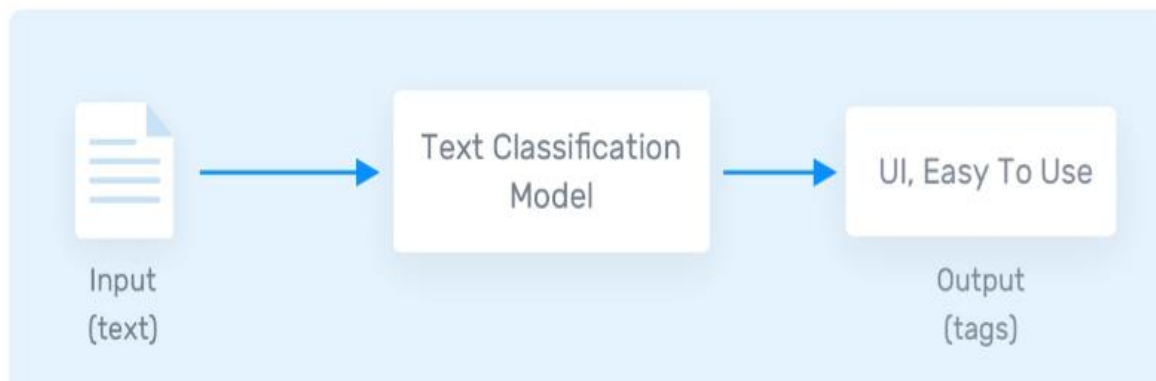 Input
(text)
Text Classification
Model
UI, Easy To Use
Output
(tags)